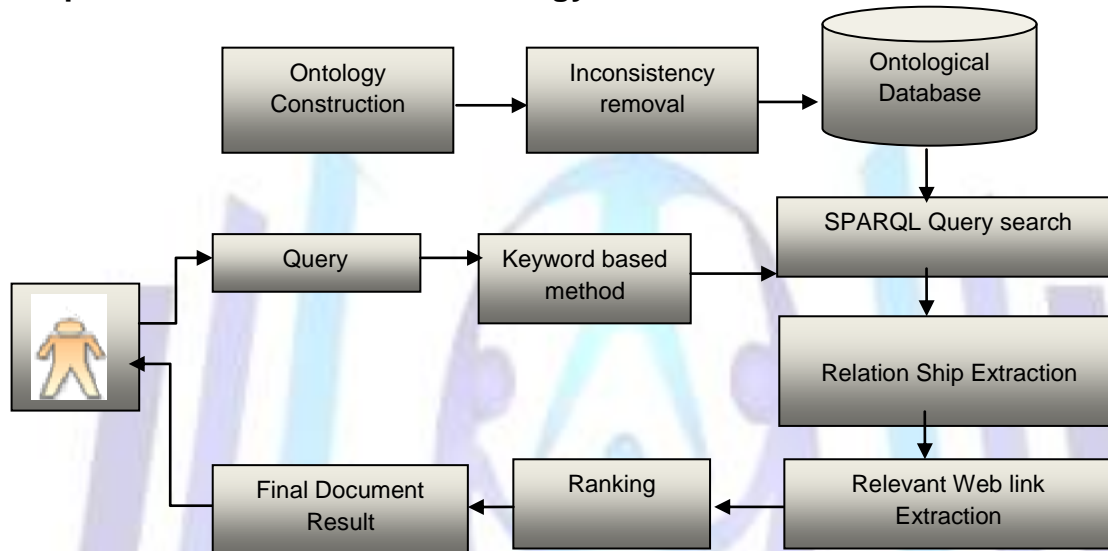 Ontology
Construction
Inconsistency
removal
Ontological
Database
SPARQL Query search
Query
Keyword based
method
Relation Ship Extraction
Relevant Web link
Extraction
Ranking
Final Document
Result